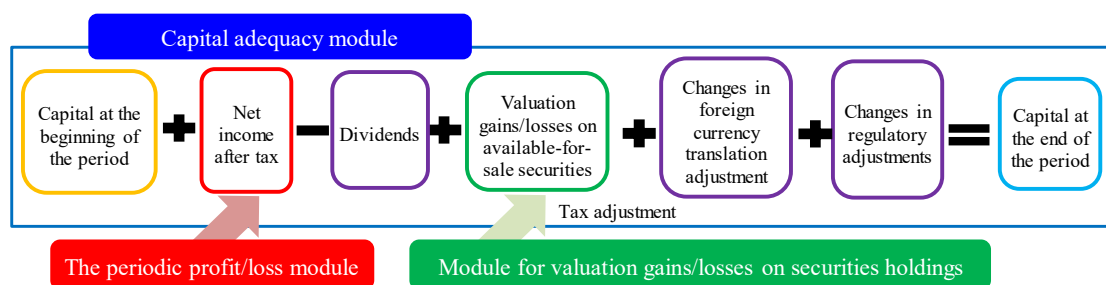 Capital adequacy module
Capital at the
beginning of
the period
+
Net
income
after tax
−
Dividends
+
Valuation
gains/losses on
available-for-
sale securities
+
Changes in
foreign
currency
translation
adjustment
+
Changes in
regulatory
adjustments
=
Capital at
the end of
the period
Tax adjustment
The periodic profit/loss module
Module for valuation gains/losses on securities holdings